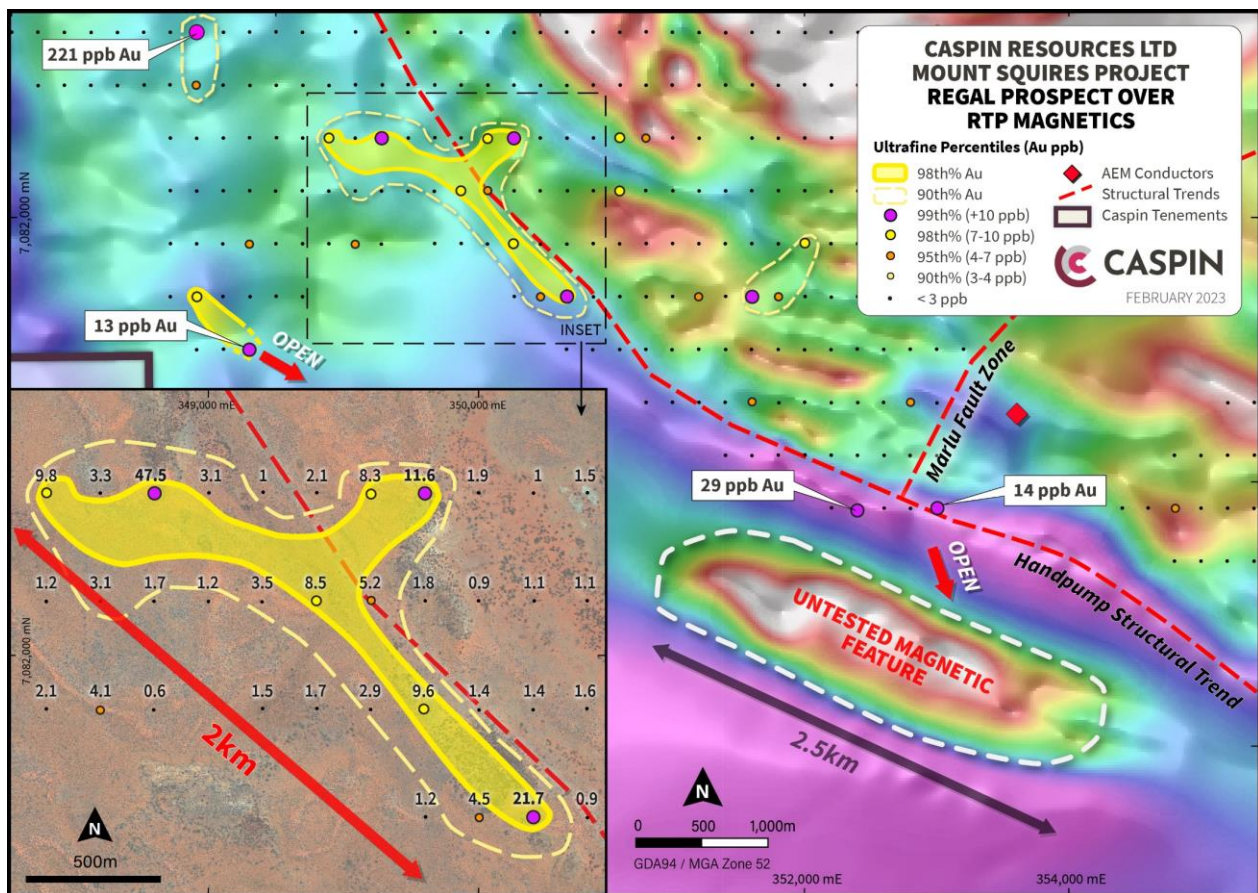 221 ppb Au
CASPIN RESOURCES LTD
MOUNT SQUIRES PROJECT
REGAL PROSPECT OVER
RTP MAGNETICS
Ultrafine Percentiles (Au ppb)
98th% Au
90th% Au
99th% (+10 ppb)
98th% (7-10 ppb)
95th% (4-7 ppb)
90th% (3-4 ppb)
< 3 ppb
AEM Conductors
Structural Trends
Caspin Tenements
CASPIN
FEBRUARY 2023
7,082,000 mN
13 ppb Au
OPEN
INSET
349,000 mE
350,000 mE
9.8 3.3 47.5 3.1 1 2.1 8.3 11.6 1.9 1 1.5
1.2 3.1 1.7 1.2 3.5 8.5 5.2 1.8 0.9 1.1 1.1
7,082,000 mN
2.1 4.1 0.6 1.5 1.7 2.9 9.6 1.4 1.4 1.6
1.2 4.5 21.7 0.9
2km
N
500m
Marlu Fault Zone
29 ppb Au
14 ppb Au
OPEN
Handpump Structural Trend
UNTESTED MAGNETIC
FEATURE
2.5km
N
0 500 1,000m
GDA94 / MGA Zone 52
352,000 mE
354,000 mE